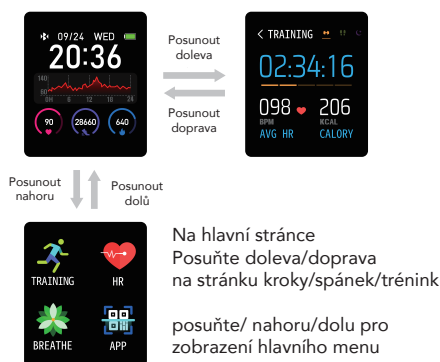 09/24 WED
20:36
140
80
0H 6 12 18 24
90 28660 640
Posunout
doleva
Posunout
doprava
< TRAINING
02:34:16
098 206
BPM KCAL
AVG HR CALORY
Posunout
nahoru
Posunout
dolů
TRAINING HR
BREATHE APP
Na hlavní stránce
Posuňte doleva/doprava
na stránku kroky/spánek/trénink
posuňte/ nahoru/dolu pro
zobrazení hlavního menu